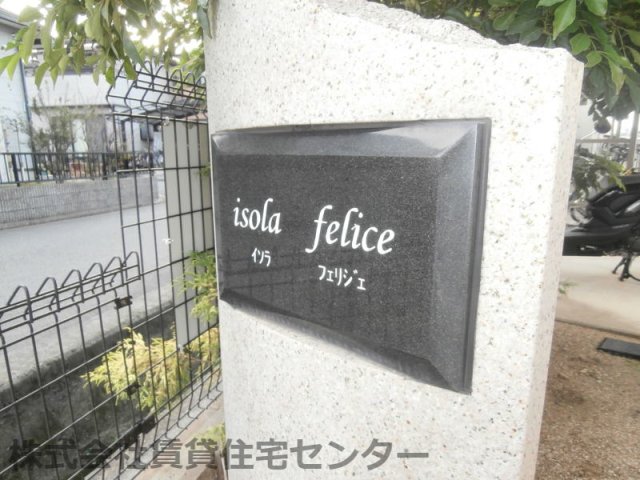 isola felice
ｲｿﾗ ﾌｪﾘｼﾞｪ
株式会社賃貸住宅センター